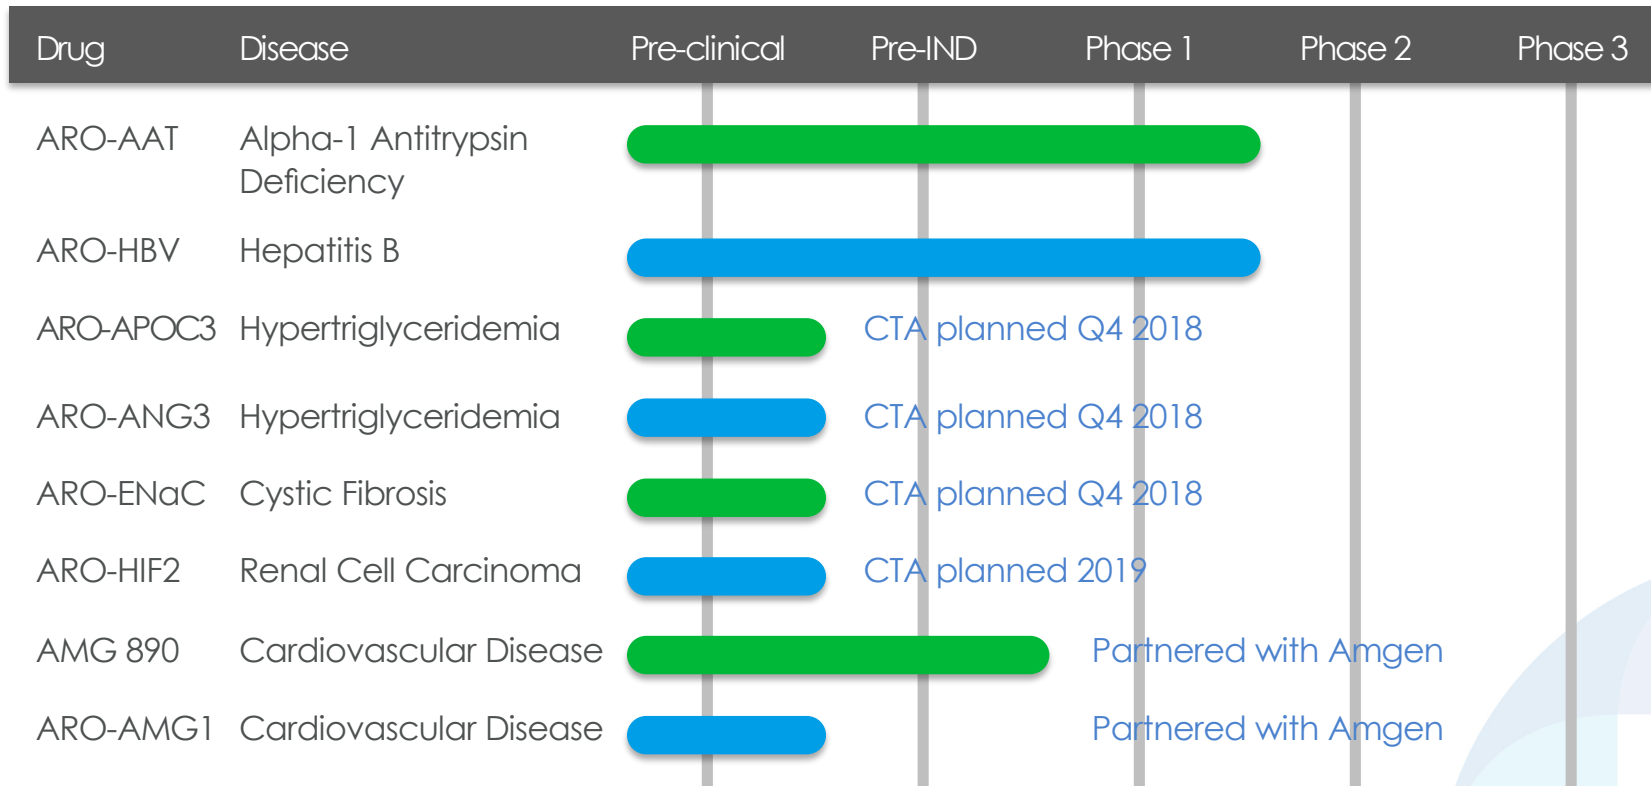 Drug Disease Pre-clinical Pre-IND Phase 1 Phase 2 Phase 3
ARO-AAT Alpha-1 Antitrypsin
Deficiency
ARO-HBV Hepatitis B
ARO-APOC3 Hypertriglyceridemia CTA planned Q4 2018
ARO-ANG3 Hypertriglyceridemia CTA planned Q4 2018
ARO-ENaC Cystic Fibrosis CTA planned Q4 2018
ARO-HIF2 Renal Cell Carcinoma CTA planned 2019
AMG 890 Cardiovascular Disease Partnered with Amgen
ARO-AMG1 Cardiovascular Disease Partnered with Amgen